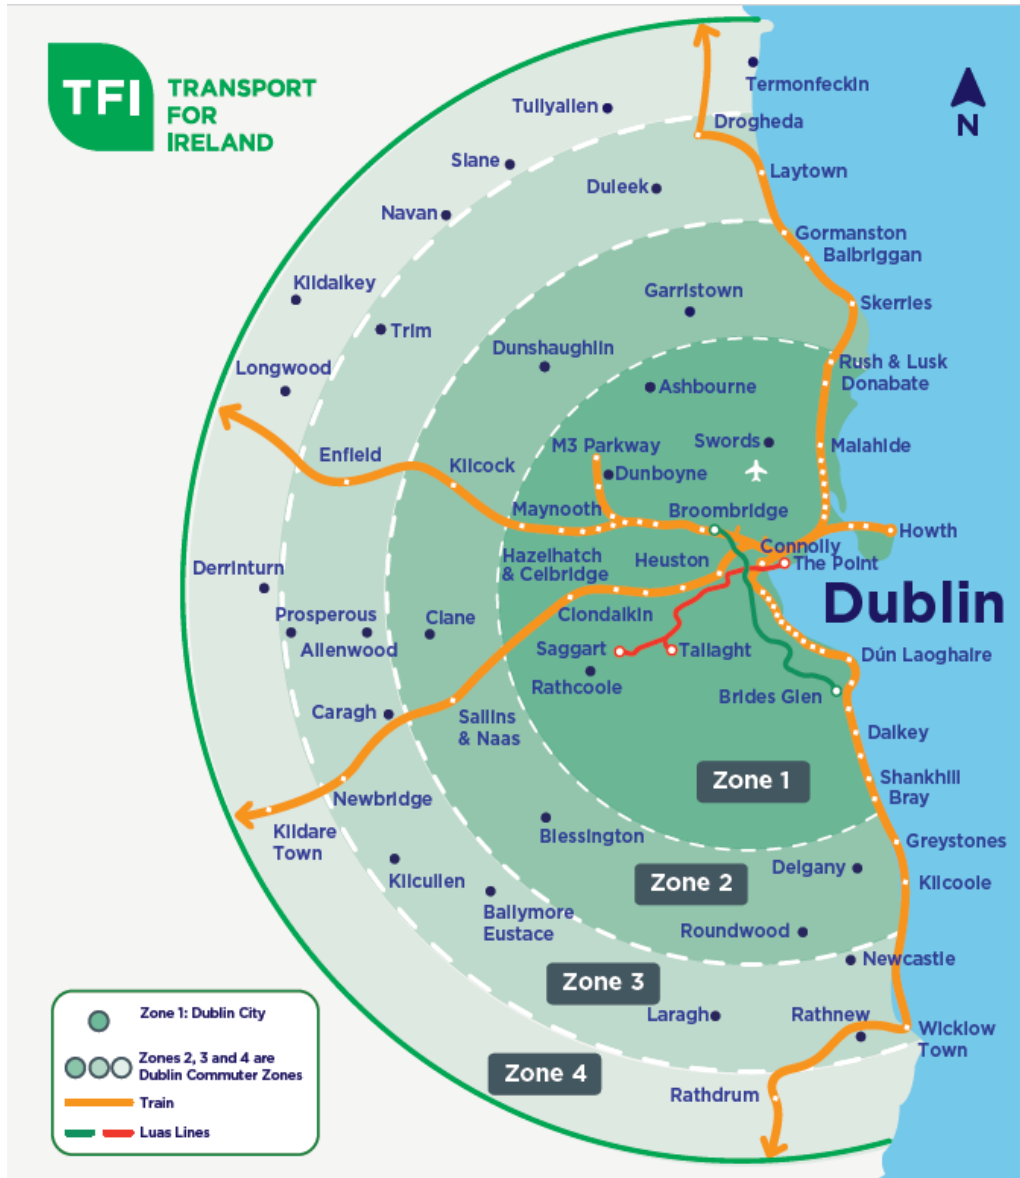 TFI
TRANSPORT
FOR
IRELAND
N
Termonfeckin
Tullyallen
Drogheda
Slane
Laytown
Duleek
Navan
Gormanston
Balbriggan
Kildalkey
Garristown
Skerries
Trim
Dunshaughlin
Longwood
Rush & Lusk
Donabate
Ashbourne
Swords
M3 Parkway
Malahide
Enfield
Kilcock
Dunboyne
Maynooth
Broombridge
Howth
Connolly
Hazelhatch
& Celbridge
Heuston
The Point
Derrinturn
Dublin
Prosperous
Clondalkin
Clane
Allenwood
Saggart
Tallaght
Dún Laoghaire
Rathcoole
Brides Glen
Caragh
Sallins
& Naas
Dalkey
Zone 1
Shankhill
Bray
Newbridge
Kildare
Town
Blessington
Greystones
Delgany
Kilcullen
Zone 2
Kilcoole
Ballymore
Eustace
Roundwood
Newcastle
Zone 3
Laragh
Rathnew
Wicklow
Town
Zone 4
Rathdrum
Zone 1: Dublin City
Zones 2, 3 and 4 are
Dublin Commuter Zones
Train
Luas Lines